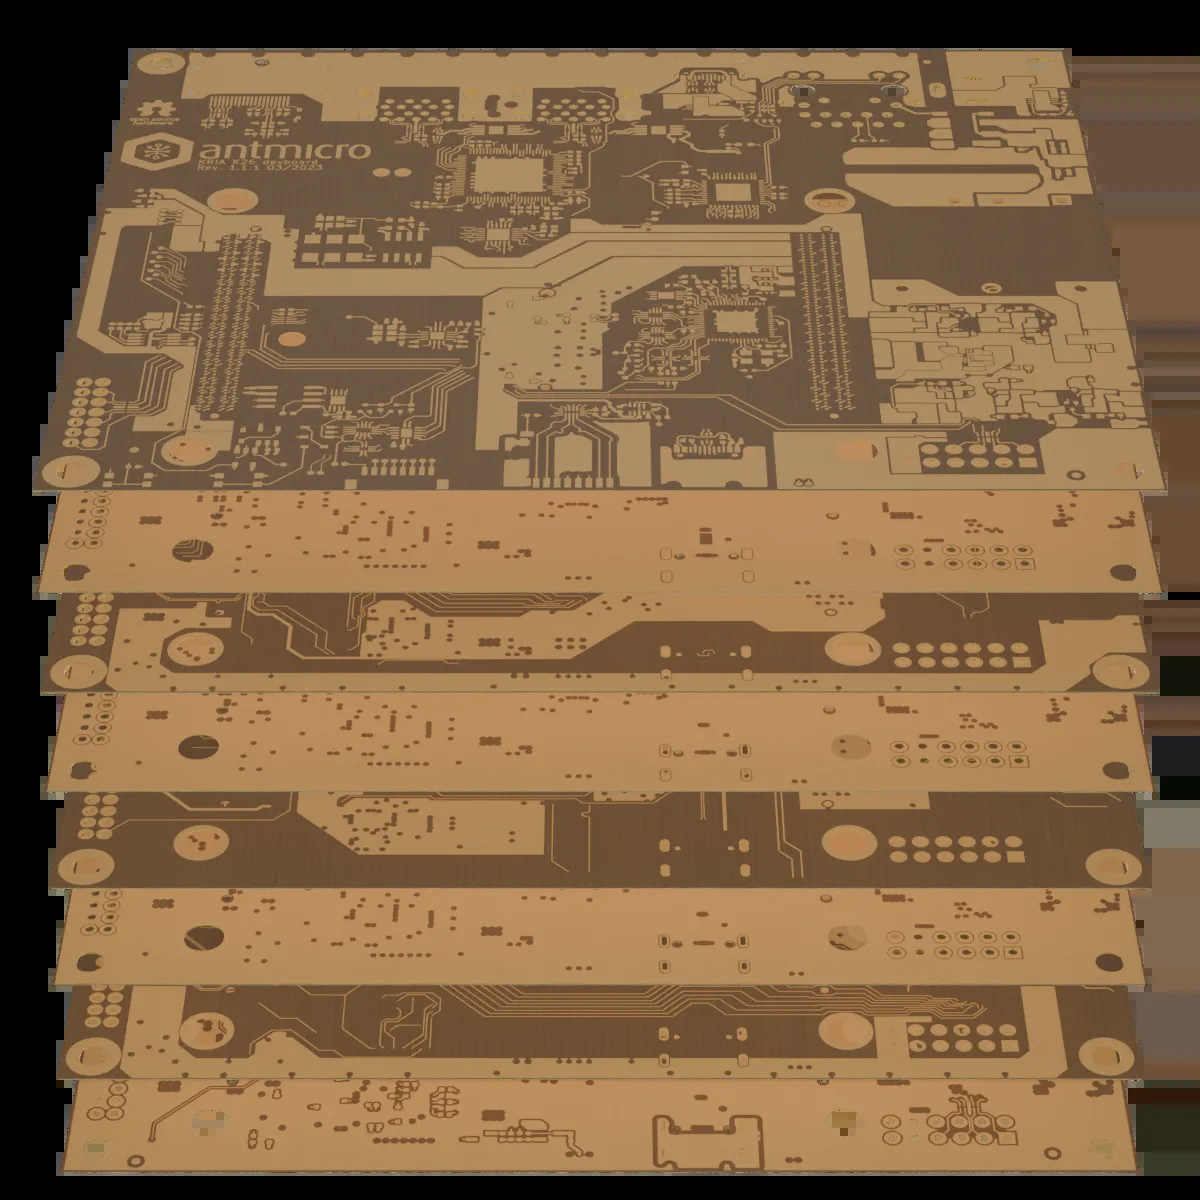 open source
hardware
antmicro
KRIA K26 devboard
Rev. 1.1.1 03/2023